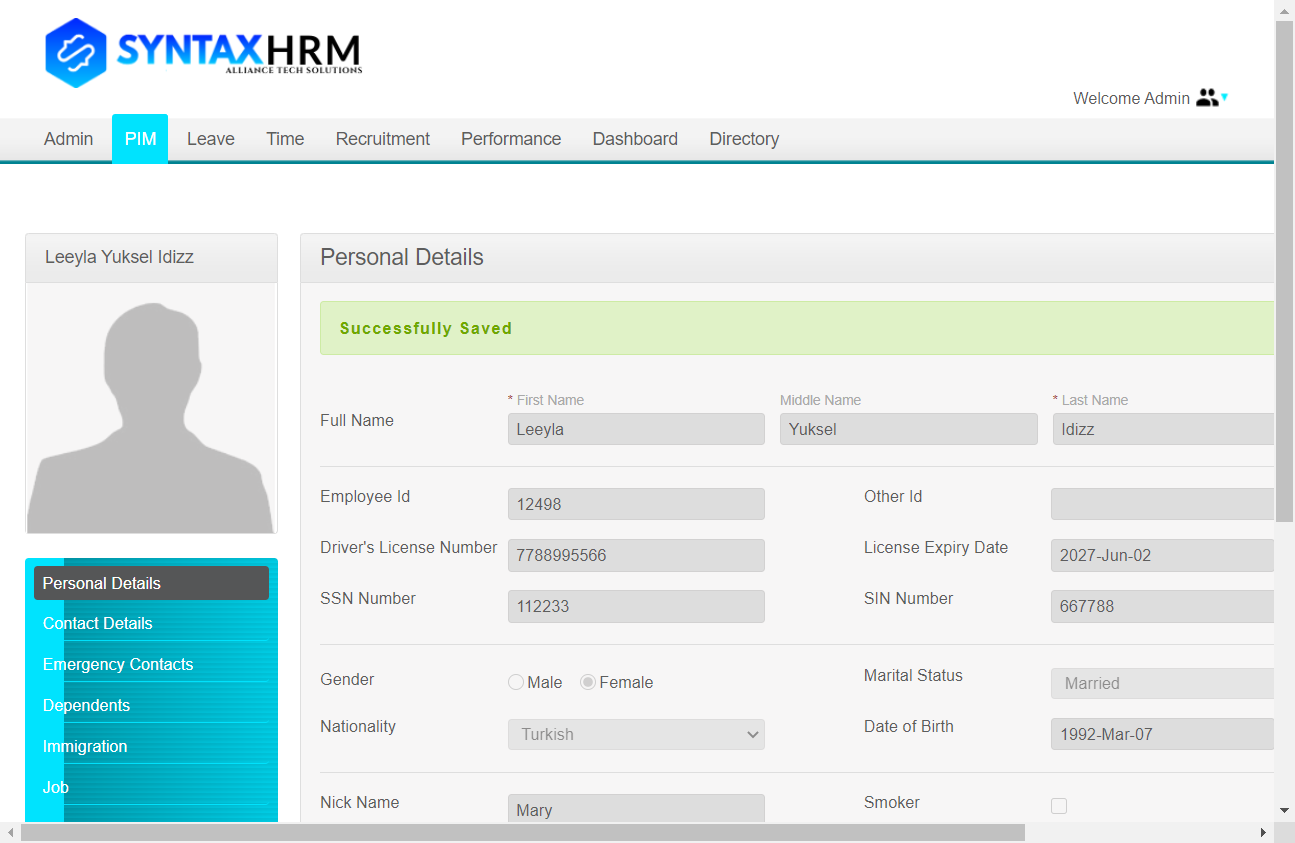 SYNTAXHRM
ALLIANCE TECH SOLUTIONS
Welcome Admin
Admin PIM Leave Time Recruitment Performance Dashboard Directory
Leeyla Yuksel Idizz
Personal Details
Successfully Saved
* First Name Middle Name * Last Name
Full Name Leeyla Yuksel Idizz
Employee Id 12498 Other Id
Driver's License Number 7788995566 License Expiry Date 2027-Jun-02
SSN Number 112233 SIN Number 667788
Gender Male Female Marital Status Married
Nationality Turkish Date of Birth 1992-Mar-07
Nick Name Mary Smoker
Personal Details
Contact Details
Emergency Contacts
Dependents
Immigration
Job